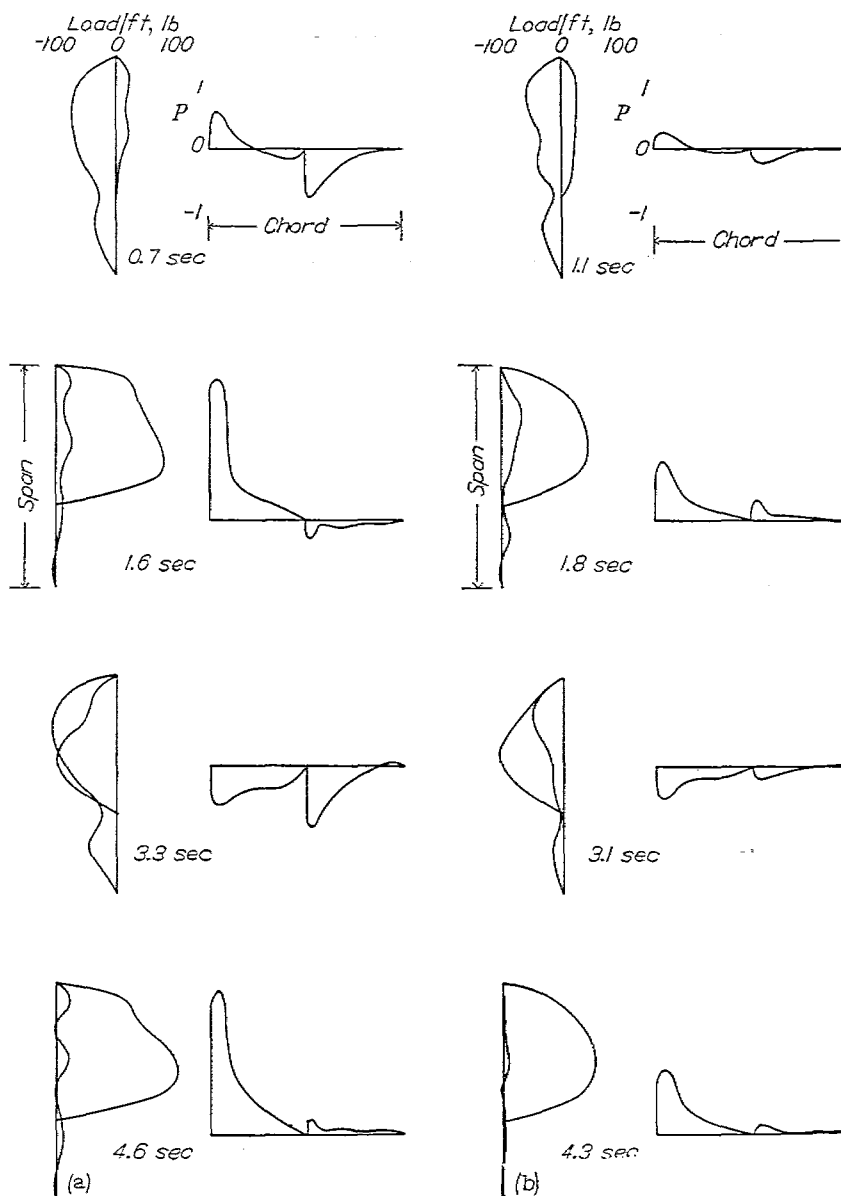 Load/ft, lb
-100 0 100
P
1
0
-1
Chord
0.7 sec
Load/ft, lb
-100 0 100
P
1
0
-1
Chord
1.1 sec
Span
1.6 sec
Span
1.8 sec
3.3 sec
3.1 sec
4.6 sec
(a)
4.3 sec
(b)